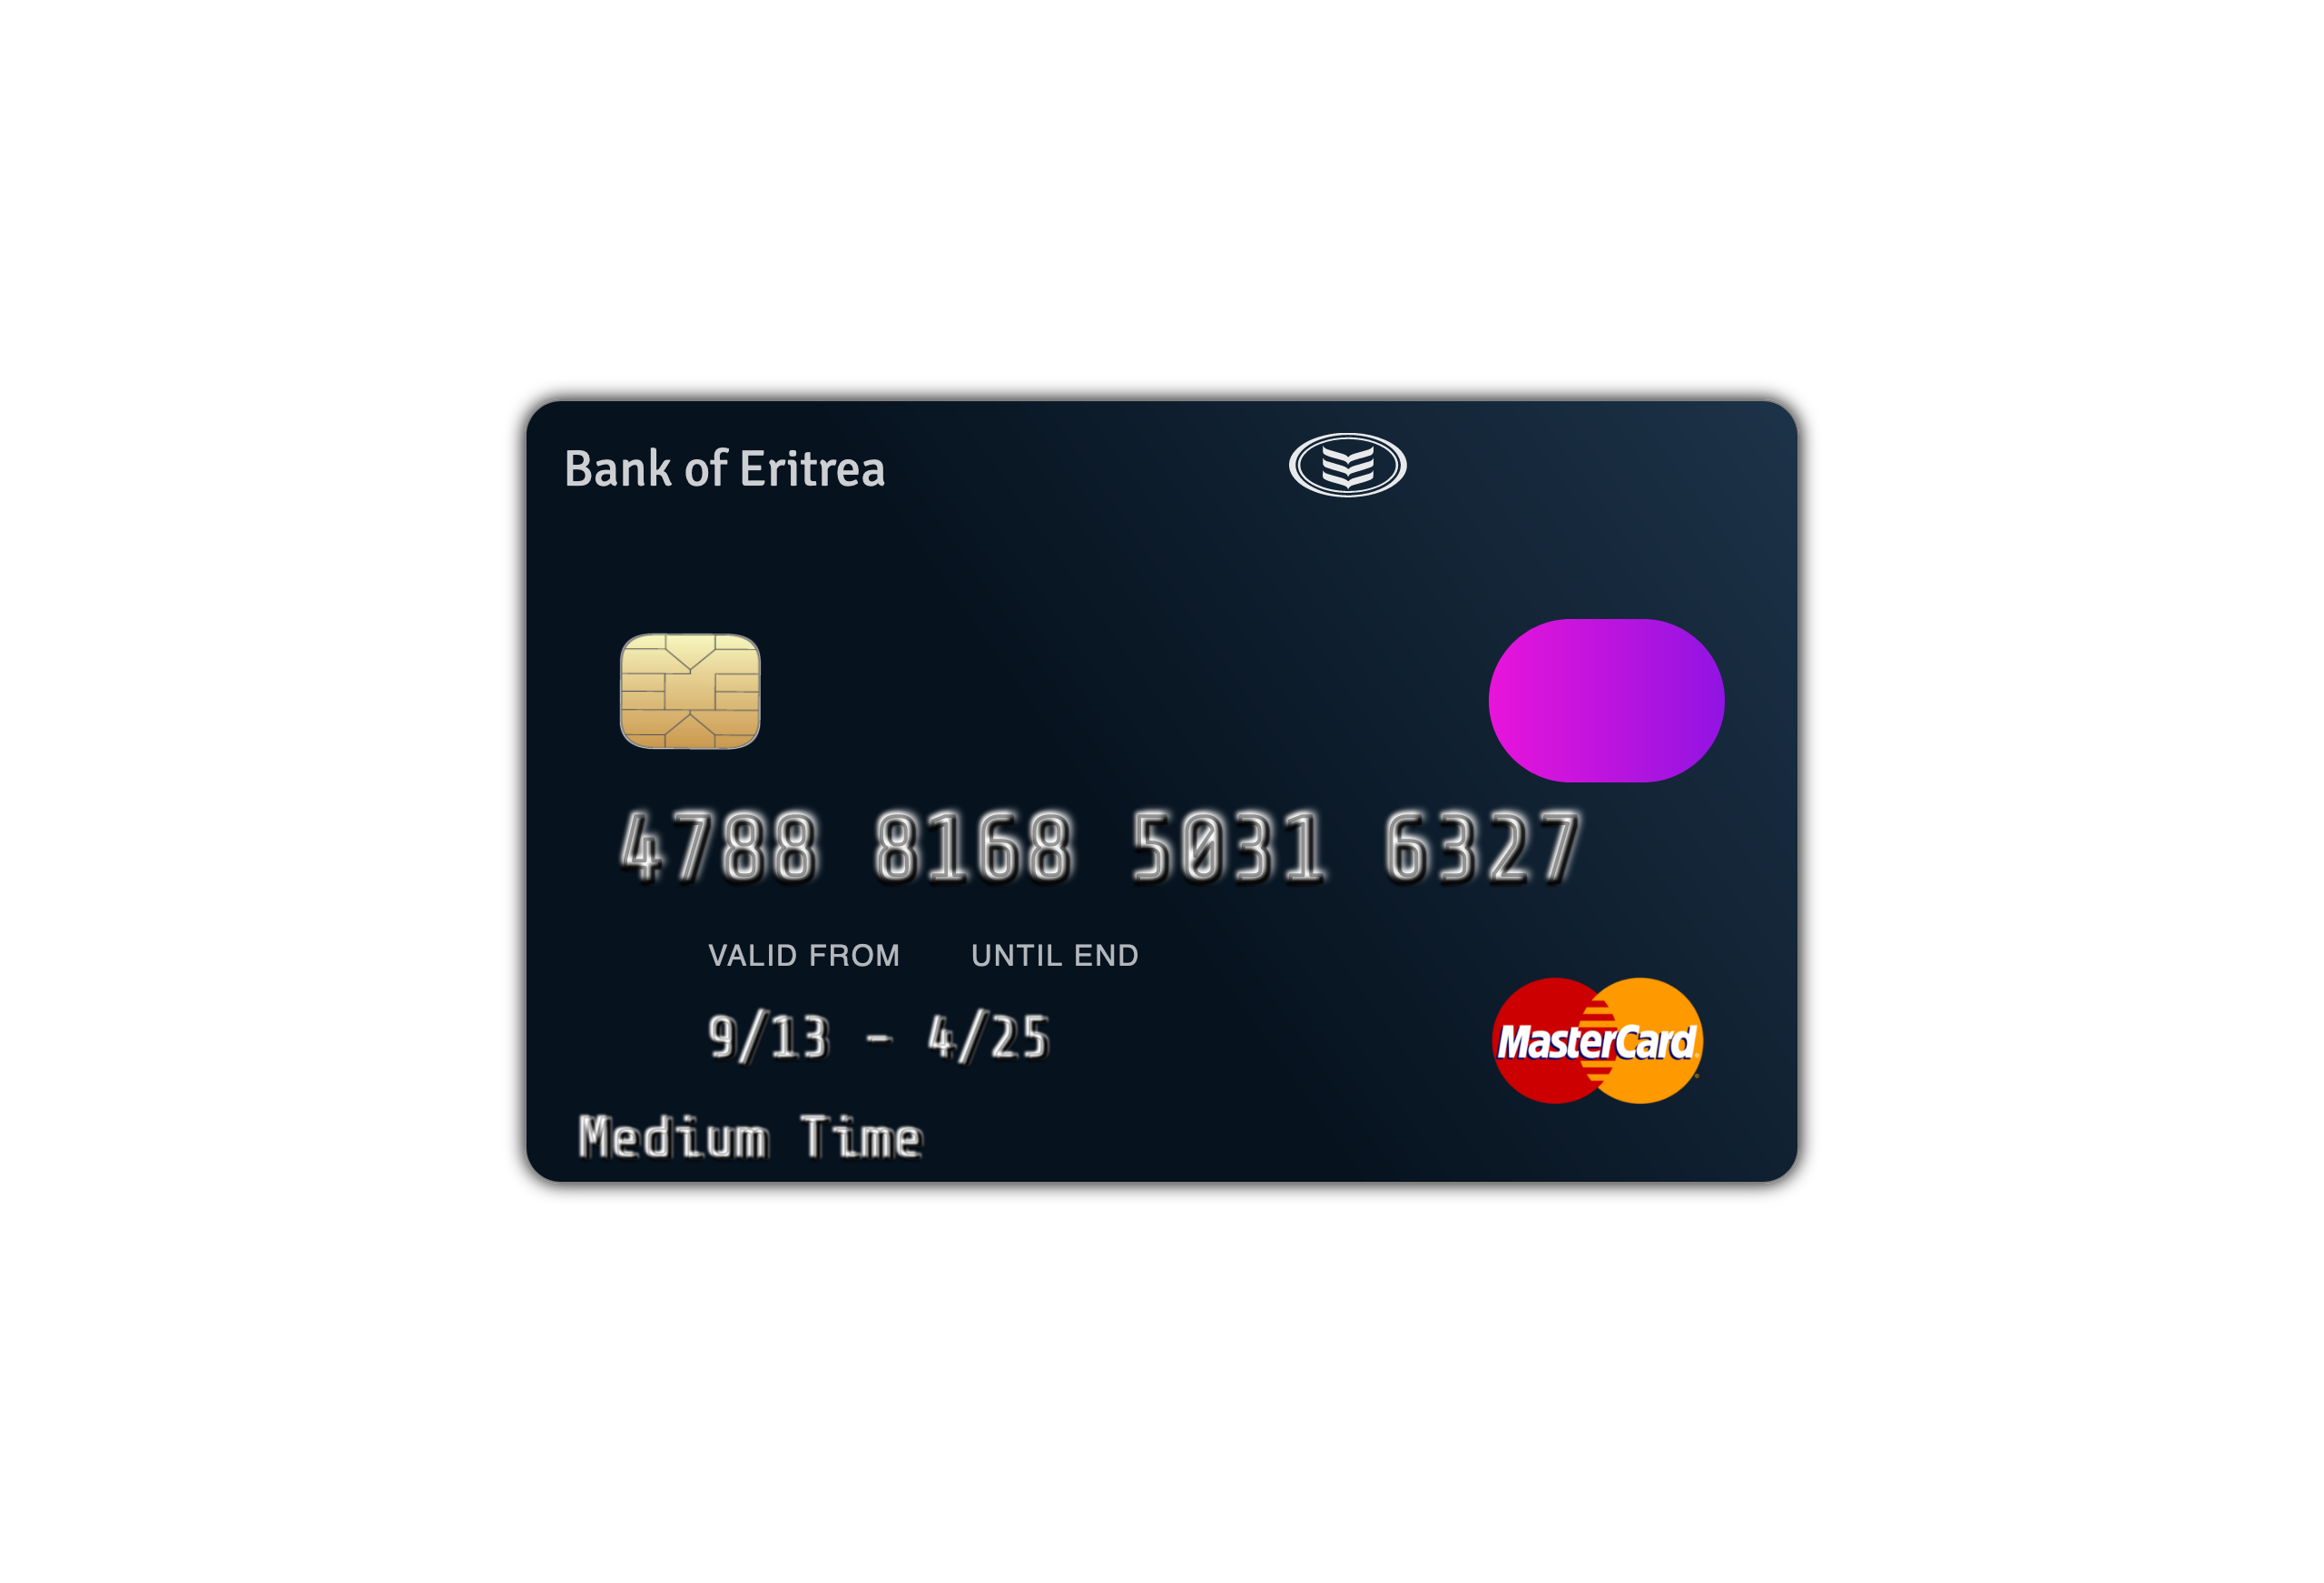 Bank of Eritrea
4788 8168 5031 6327
VALID FROM UNTIL END
9/13 - 4/25
MasterCard
Medium Time